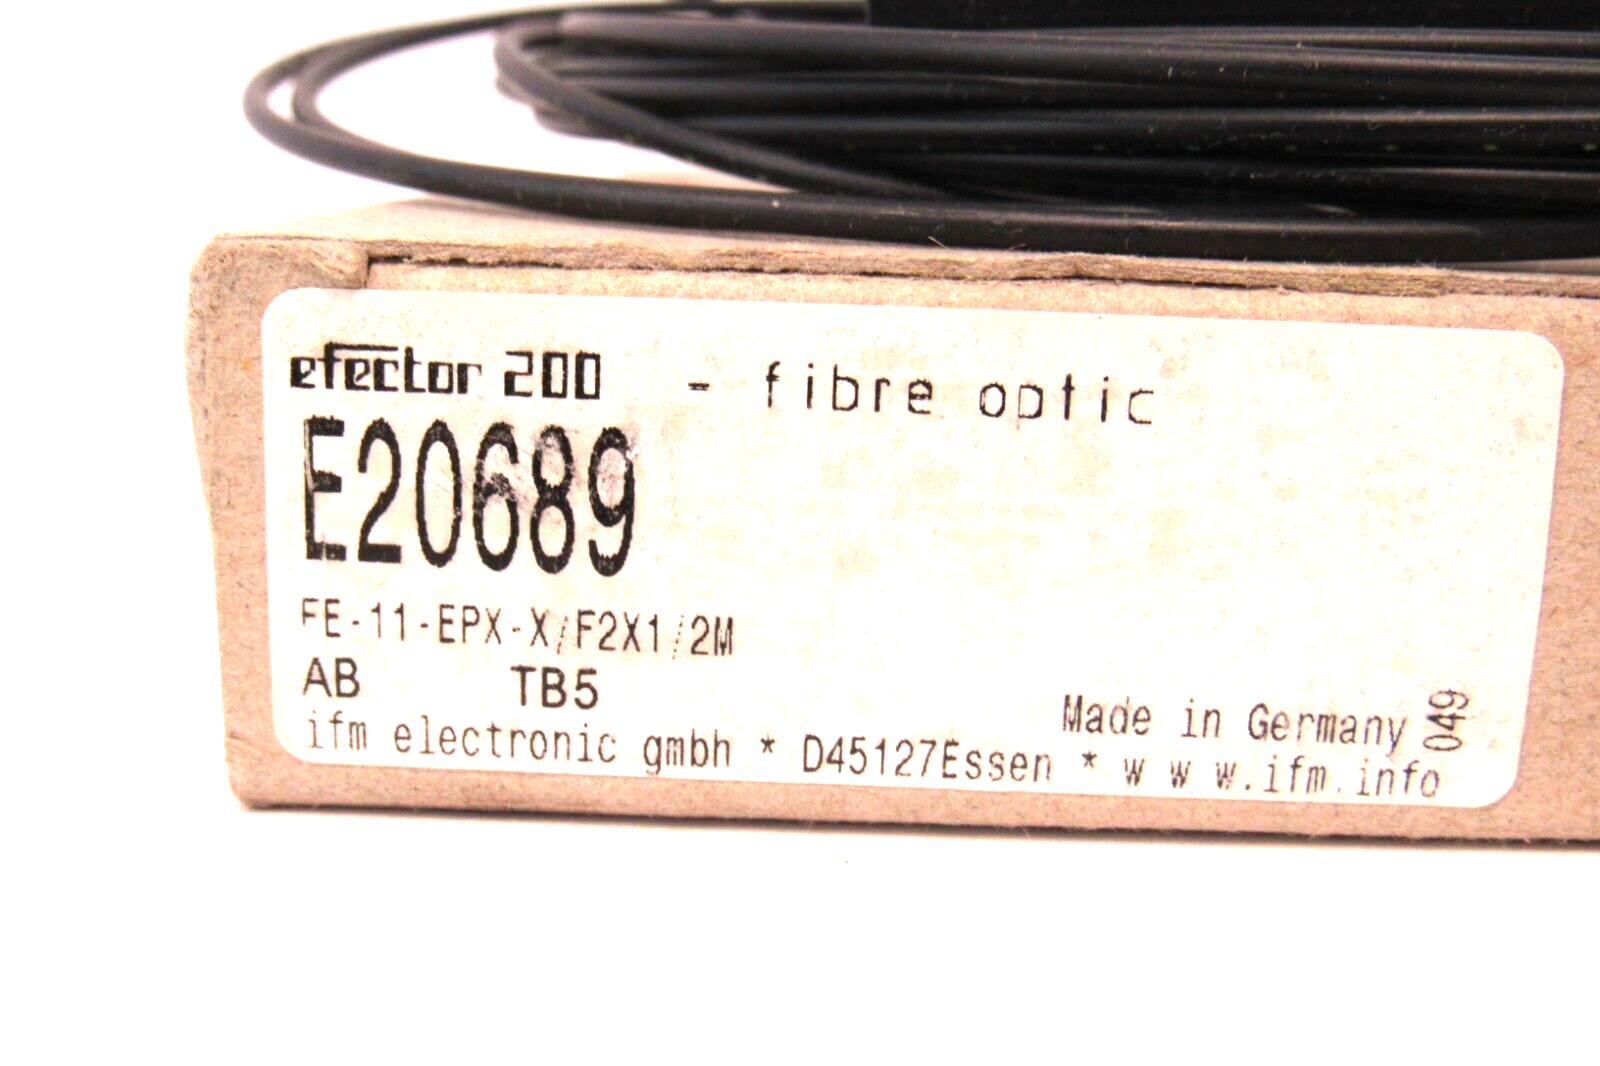 efector 200 - fibre optic
E20689
FE-11-EPX-X/F2X1/2M
AB TB5
Made in Germany 049
ifm electronic gmbh * D45127Essen * w w w.ifm.info